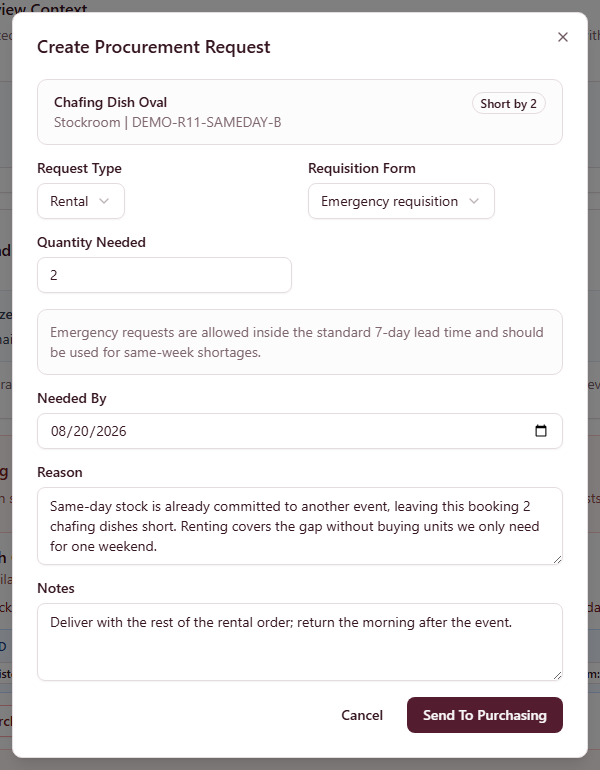 view Context
Create Procurement Request
Chafing Dish Oval
Short by 2
Stockroom | DEMO-R11-SAMEDAY-B
Request Type
Requisition Form
Rental
Emergency requisition
Quantity Needed
2
Emergency requests are allowed inside the standard 7-day lead time and should
be used for same-week shortages.
Needed By
08/20/2026
Reason
Same-day stock is already committed to another event, leaving this booking 2
chafing dishes short. Renting covers the gap without buying units we only need
for one weekend.
Notes
Deliver with the rest of the rental order; return the morning after the event.
Cancel
Send To Purchasing